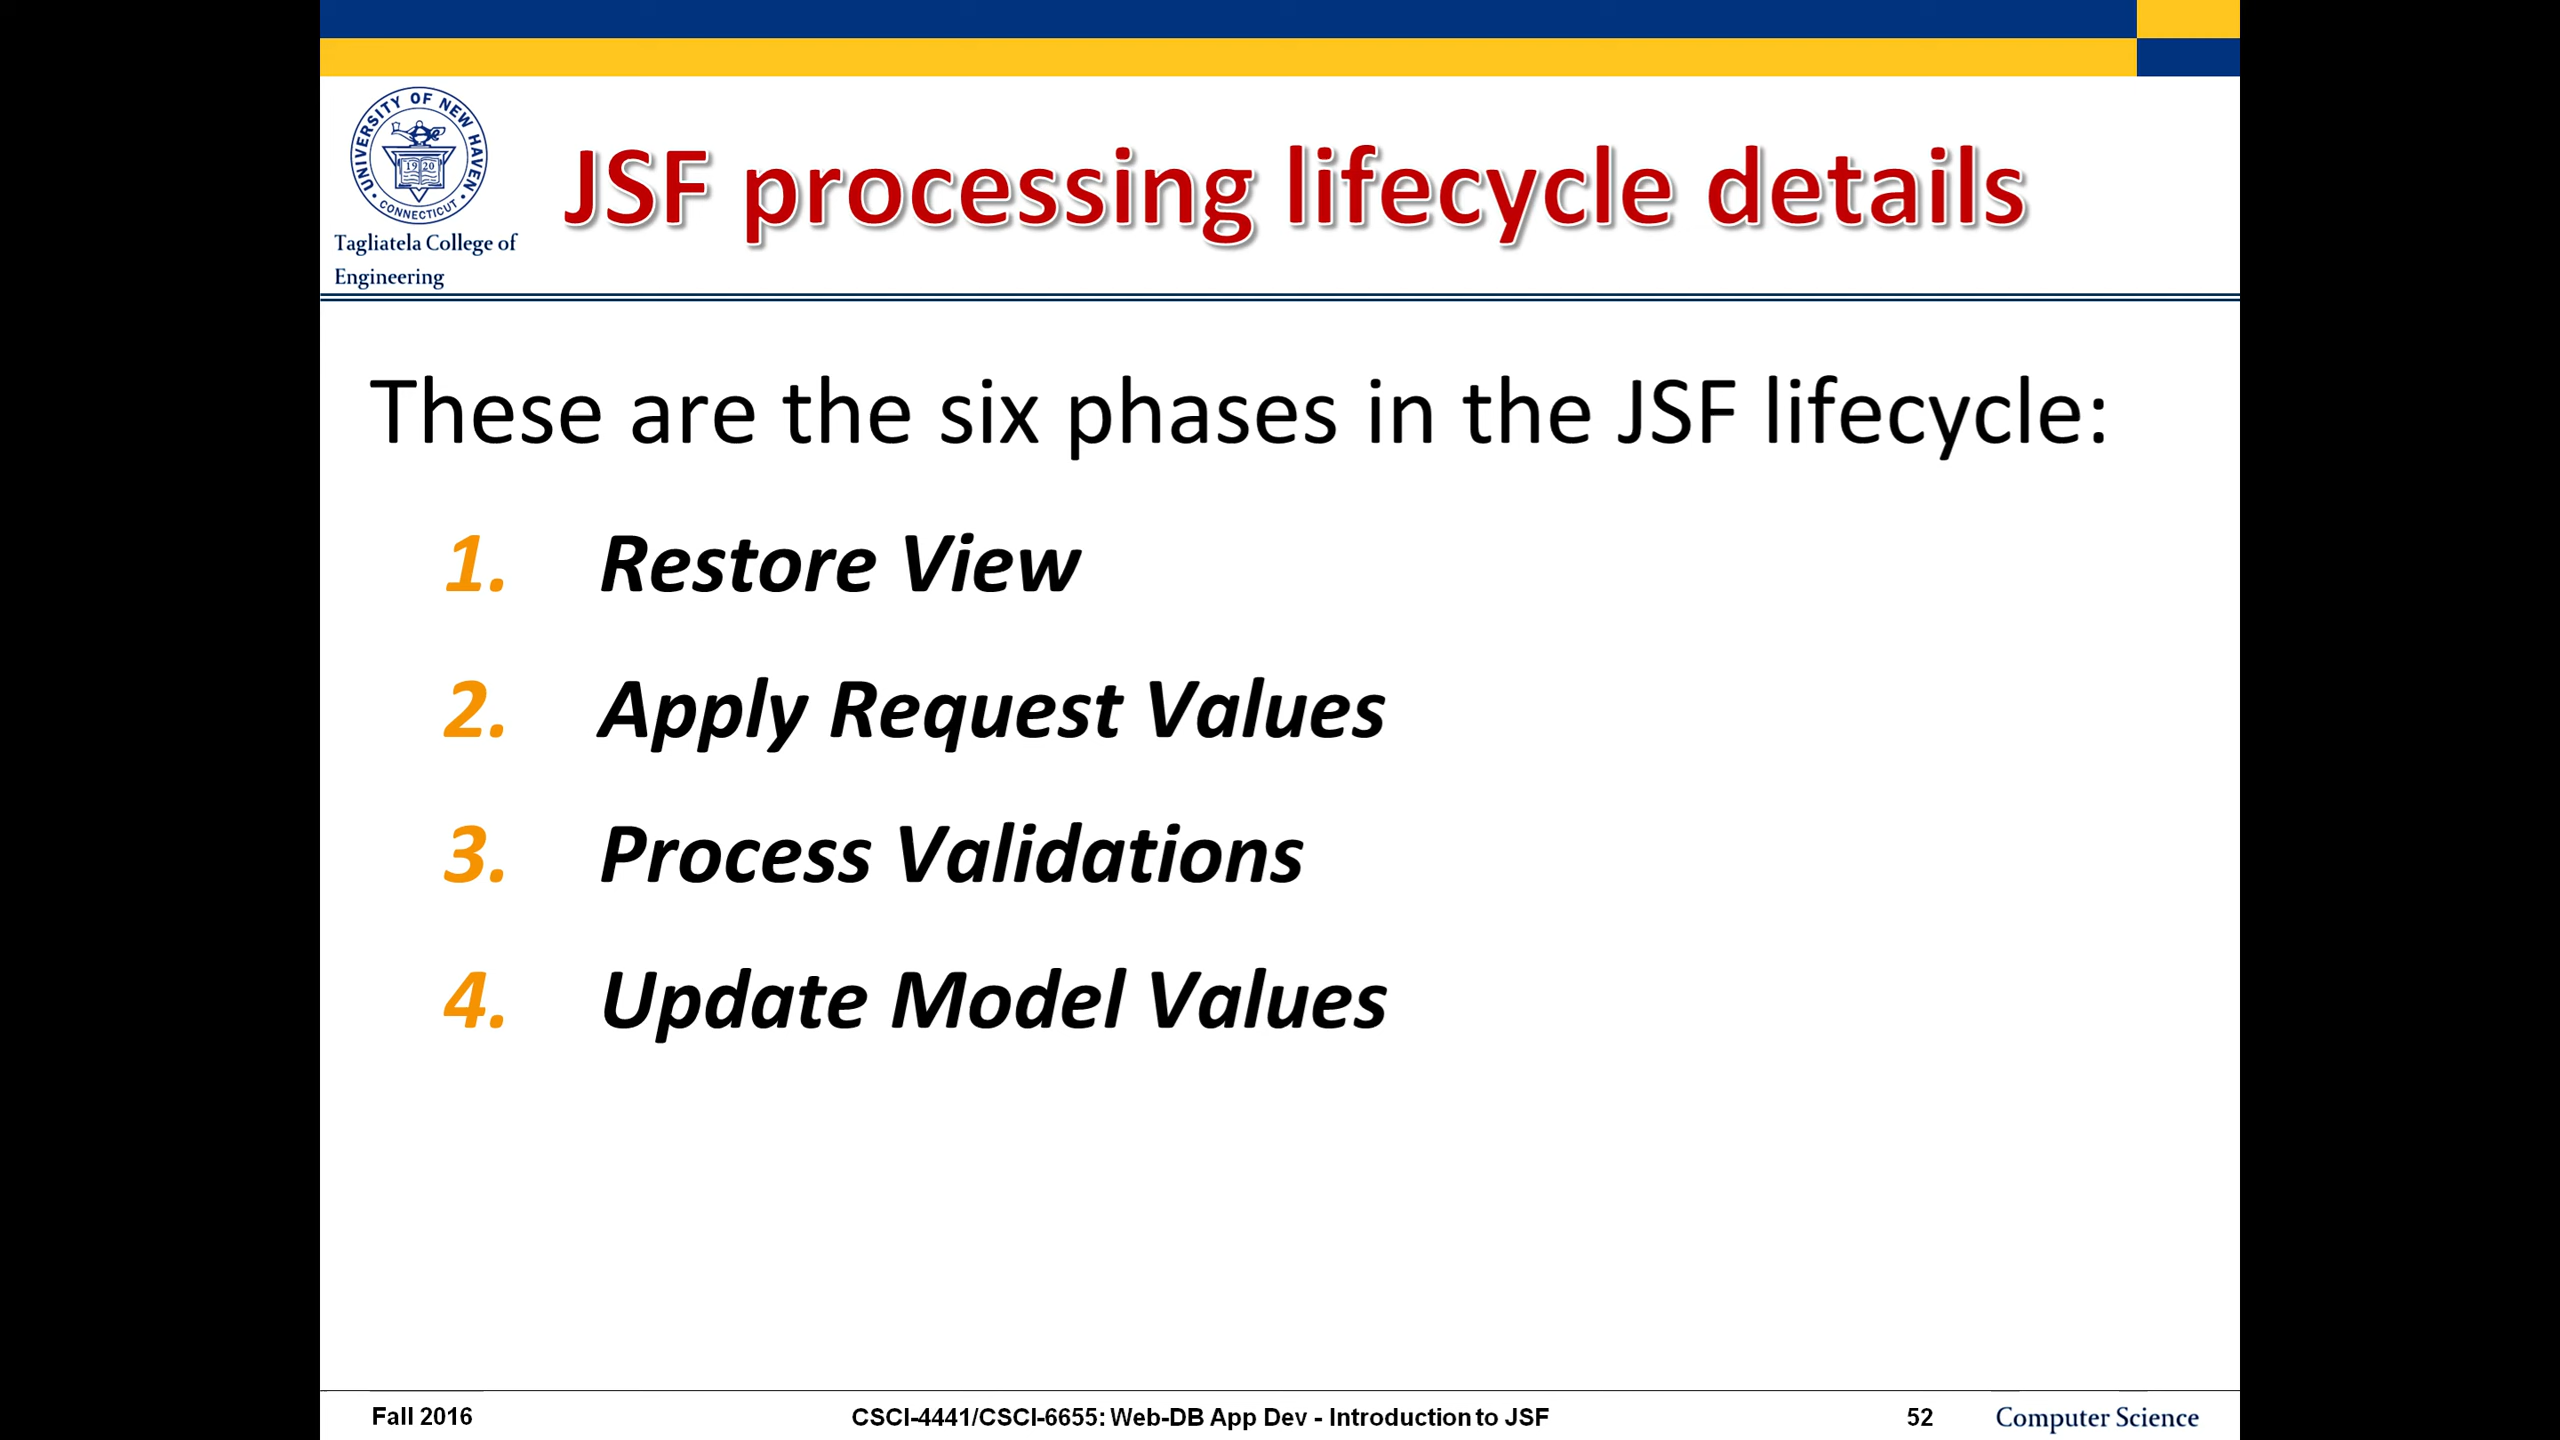 UNIVERSITY OF NEW HAVEN
1920
CONNECTICUT
Tagliatela College of
Engineering
JSF processing lifecycle details
These are the six phases in the JSF lifecycle:
1. Restore View
2. Apply Request Values
3. Process Validations
4. Update Model Values
Fall 2016 CSCI-4441/CSCI-6655: Web-DB App Dev - Introduction to JSF 52 Computer Science